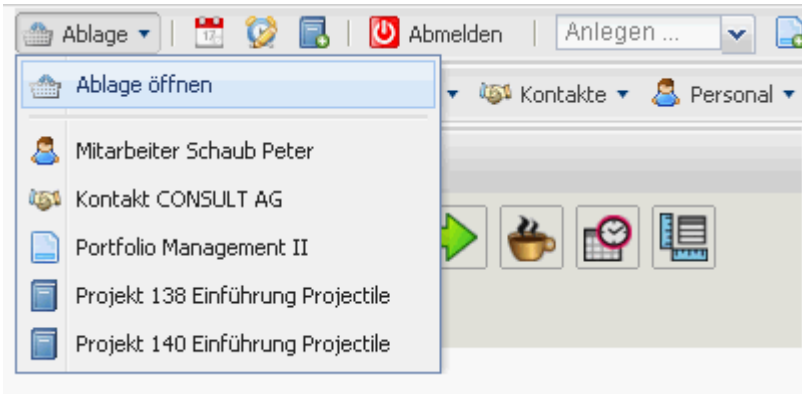 Ablage Abmelden Anlegen ...
Ablage öffnen
Kontakte Personal
Mitarbeiter Schaub Peter
Kontakt CONSULT AG
Portfolio Management II
Projekt 138 Einführung Projectile
Projekt 140 Einführung Projectile